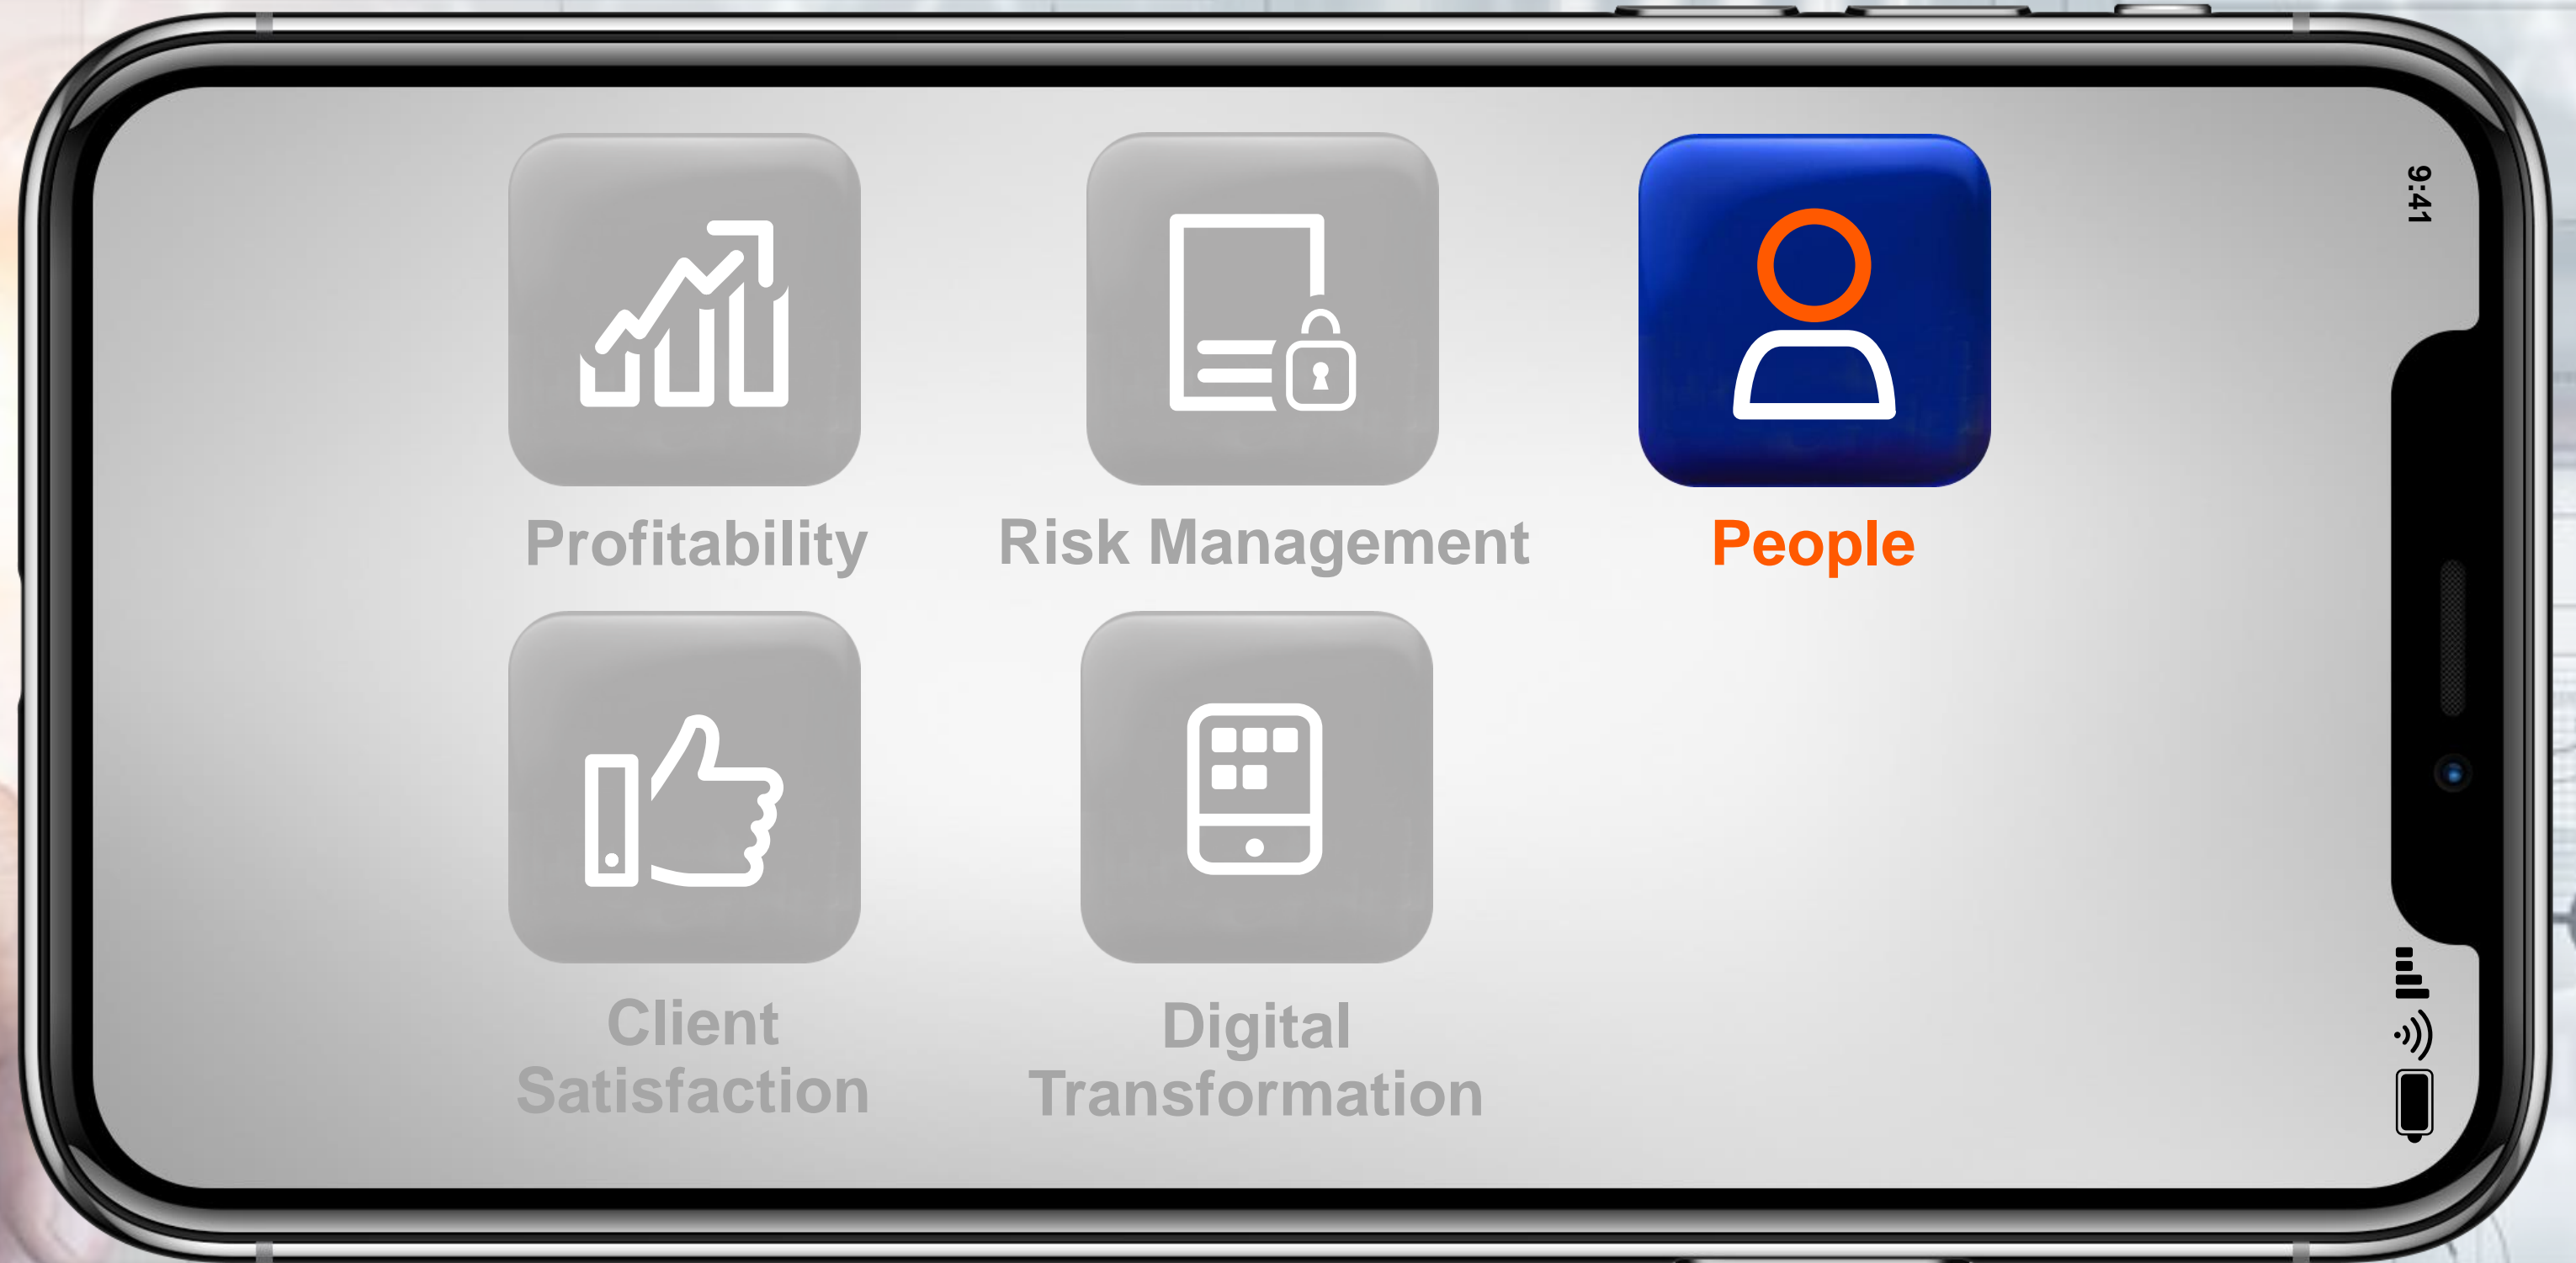 9:41
Profitability
Risk Management
People
Client
Satisfaction
Digital
Transformation